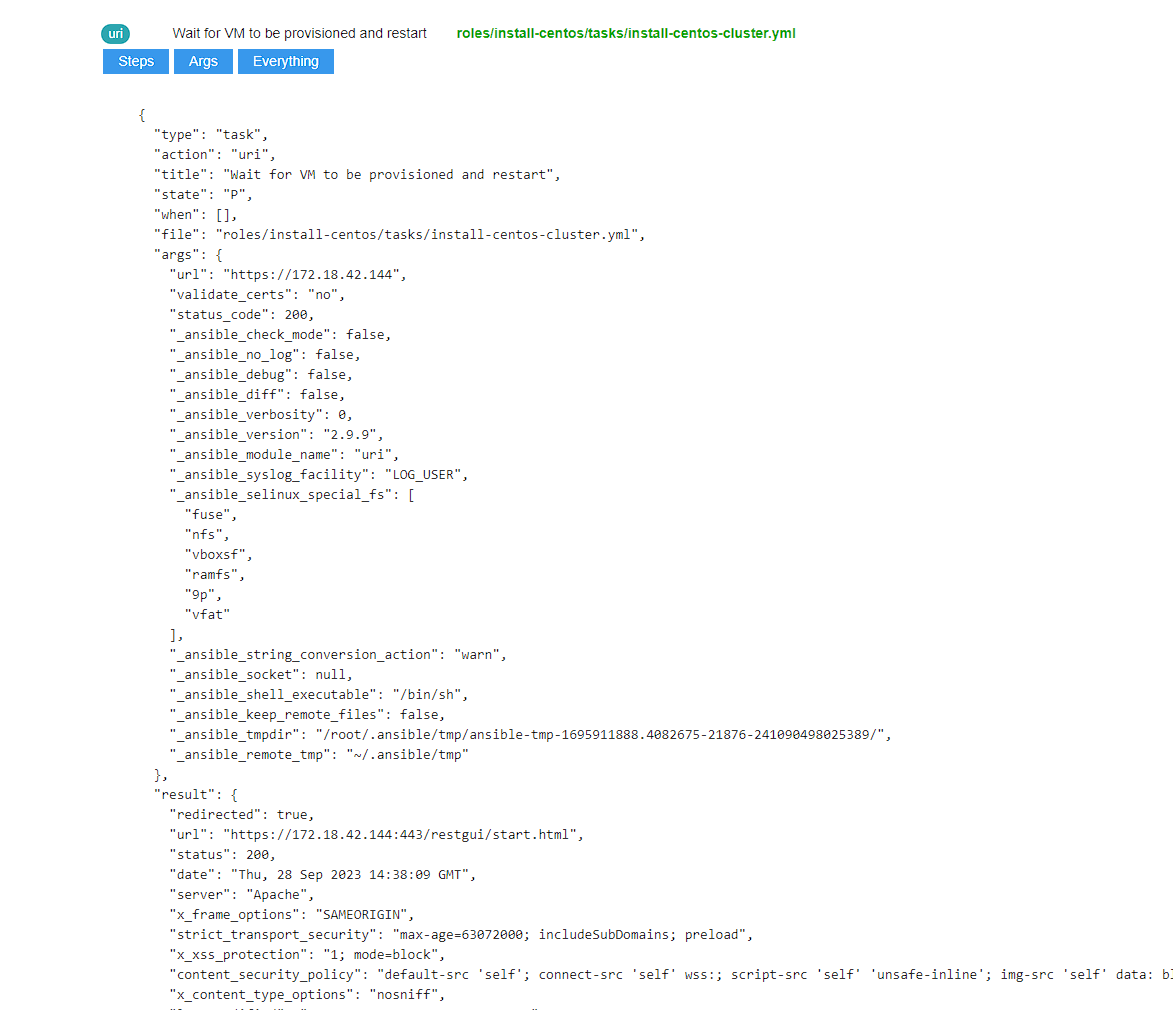 uri Wait for VM to be provisioned and restart roles/install-centos/tasks/install-centos-cluster.yml
Steps Args Everything
{
"type": "task",
"action": "uri",
"title": "Wait for VM to be provisioned and restart",
"state": "P",
"when": [],
"file": "roles/install-centos/tasks/install-centos-cluster.yml",
"args": {
"url": "https://172.18.42.144",
"validate_certs": "no",
"status_code": 200,
"_ansible_check_mode": false,
"_ansible_no_log": false,
"_ansible_debug": false,
"_ansible_diff": false,
"_ansible_verbosity": 0,
"_ansible_version": "2.9.9",
"_ansible_module_name": "uri",
"_ansible_syslog_facility": "LOG_USER",
"_ansible_selinux_special_fs": [
"fuse",
"nfs",
"vboxsf",
"ramfs",
"9p",
"vfat"
],
"_ansible_string_conversion_action": "warn",
"_ansible_socket": null,
"_ansible_shell_executable": "/bin/sh",
"_ansible_keep_remote_files": false,
"_ansible_tmpdir": "/root/.ansible/tmp/ansible-tmp-1695911888.4082675-21876-241090498025389/",
"_ansible_remote_tmp": "~/.ansible/tmp"
},
"result": {
"redirected": true,
"url": "https://172.18.42.144:443/restgui/start.html",
"status": 200,
"date": "Thu, 28 Sep 2023 14:38:09 GMT",
"server": "Apache",
"x_frame_options": "SAMEORIGIN",
"strict_transport_security": "max-age=63072000; includeSubDomains; preload",
"x_xss_protection": "1; mode=block",
"content_security_policy": "default-src 'self'; connect-src 'self' wss:; script-src 'self' 'unsafe-inline'; img-src 'self' data:
"x_content_type_options": "nosniff",